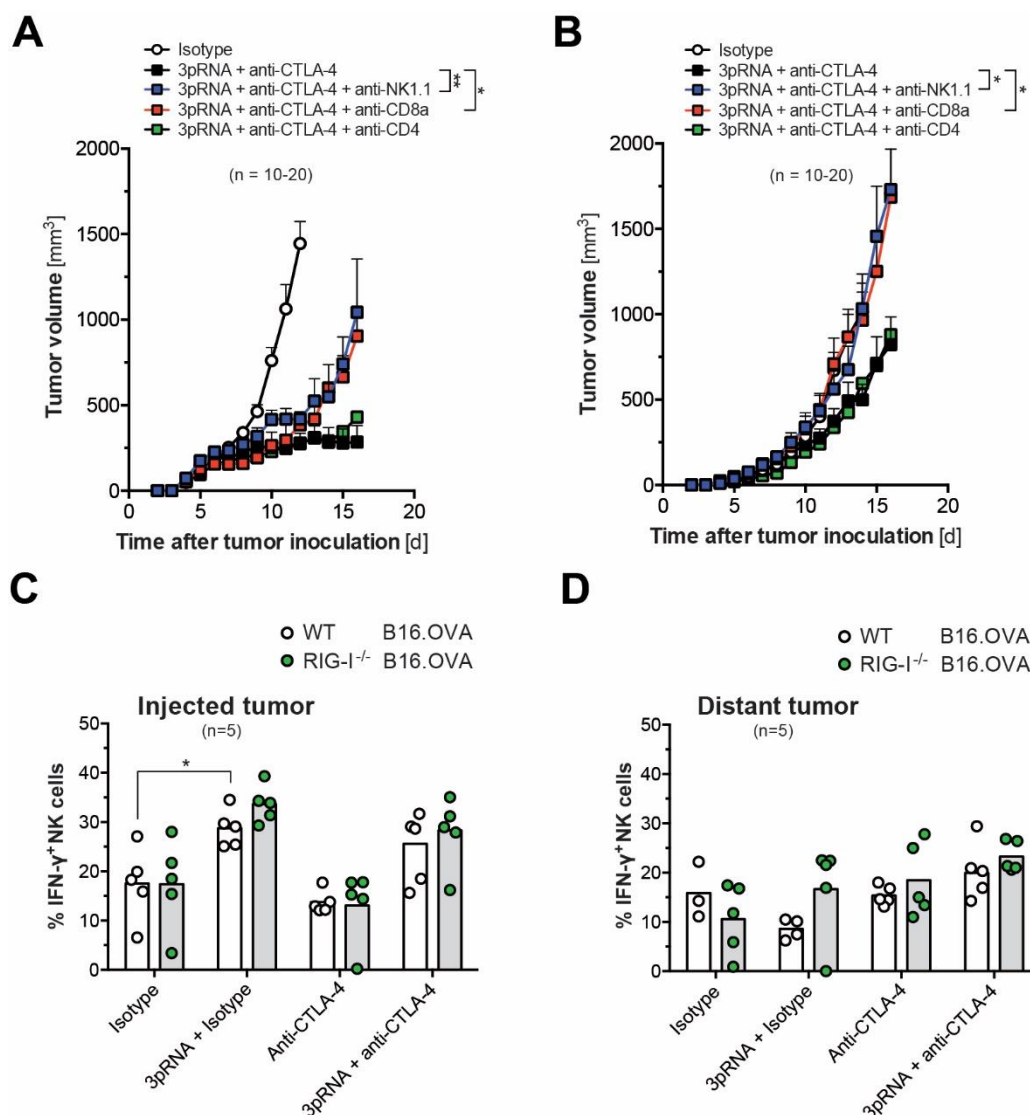 A
Isotype
3pRNA + anti-CTLA-4
3pRNA + anti-CTLA-4 + anti-NK1.1
3pRNA + anti-CTLA-4 + anti-CD8a
3pRNA + anti-CTLA-4 + anti-CD4
** *
(n = 10-20)
Tumor volume [mm³]
2000
1500
1000
500
0
0 5 10 15 20
Time after tumor inoculation [d]
B
Isotype
3pRNA + anti-CTLA-4
3pRNA + anti-CTLA-4 + anti-NK1.1
3pRNA + anti-CTLA-4 + anti-CD8a
3pRNA + anti-CTLA-4 + anti-CD4
* *
(n = 10-20)
Tumor volume [mm³]
2000
1500
1000
500
0
0 5 10 15 20
Time after tumor inoculation [d]
C
WT B16.OVA
RIG-I⁻/⁻ B16.OVA
Injected tumor
(n=5)
*
% IFN-γ⁺NK cells
50
40
30
20
10
0
Isotype
3pRNA + Isotype
Anti-CTLA-4
3pRNA + anti-CTLA-4
D
WT B16.OVA
RIG-I⁻/⁻ B16.OVA
Distant tumor
(n=5)
% IFN-γ⁺NK cells
50
40
30
20
10
0
Isotype
3pRNA + Isotype
Anti-CTLA-4
3pRNA + anti-CTLA-4